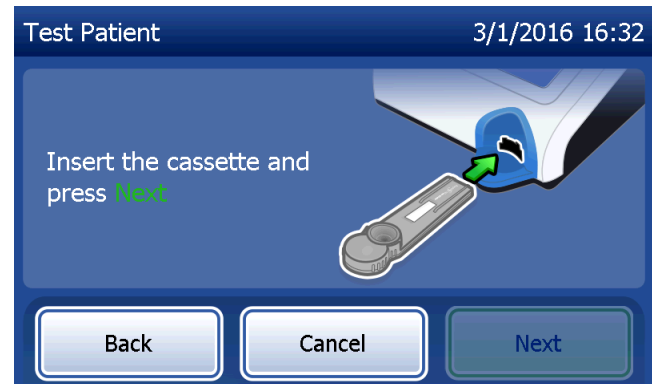 Test Patient 3/1/2016 16:32
Insert the cassette and
press Next
Back Cancel Next